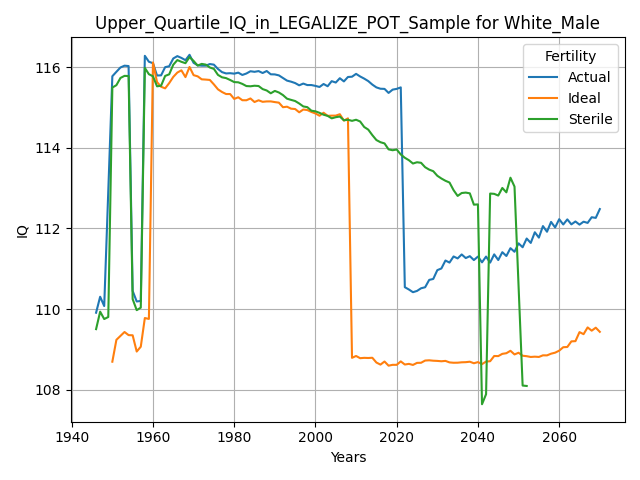 Upper_Quartile_IQ_in_LEGALIZE_POT_Sample for White_Male
Fertility
Actual
Ideal
Sterile
IQ
116
114
112
110
108
1940 1960 1980 2000 2020 2040 2060
Years